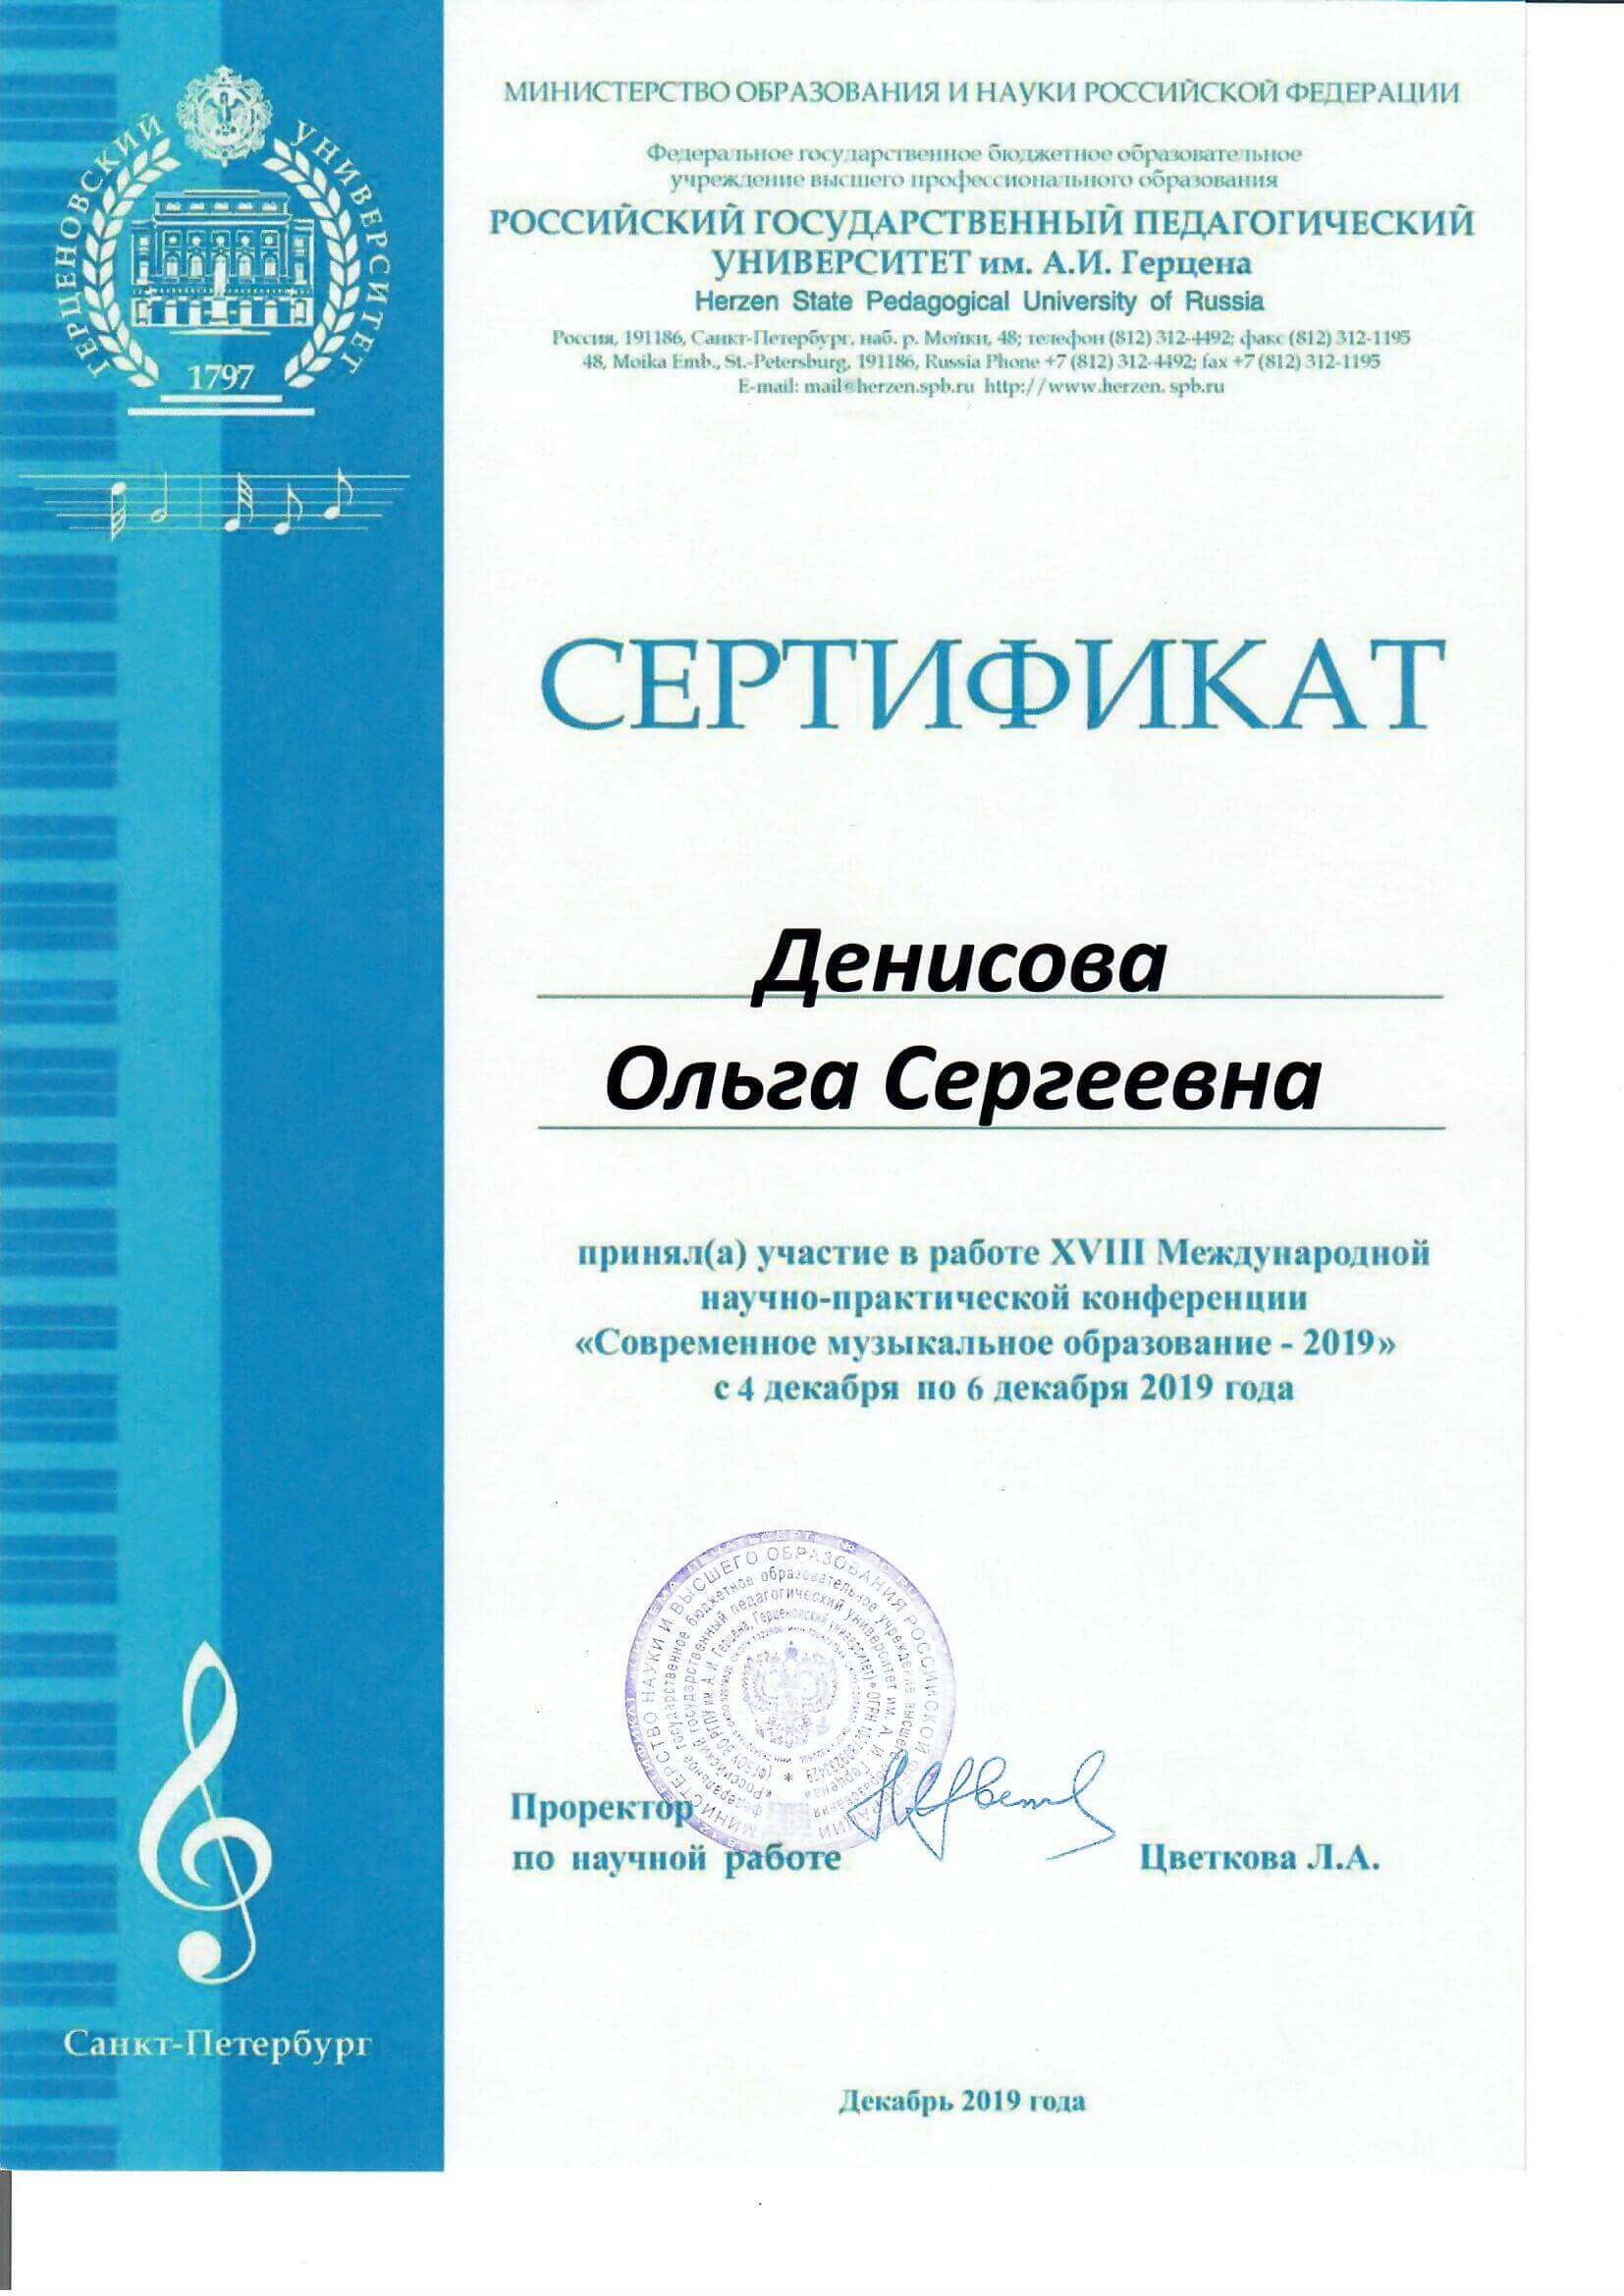 ГЕРЦЕНОВСКИЙ УНИВЕРСИТЕТ
1797
МИНИСТЕРСТВО ОБРАЗОВАНИЯ И НАУКИ РОССИЙСКОЙ ФЕДЕРАЦИИ
Федеральное государственное бюджетное образовательное
учреждение высшего профессионального образования
РОССИЙСКИЙ ГОСУДАРСТВЕННЫЙ ПЕДАГОГИЧЕСКИЙ
УНИВЕРСИТЕТ им. А.И. Герцена
Herzen State Pedagogical University of Russia
Россия, 191186, Санкт-Петербург, наб. р. Мойки, 48; телефон (812) 312-4492; факс (812) 312-1195
48, Moika Emb., St.-Petersburg, 191186, Russia Phone +7 (812) 312-4492; fax +7 (812) 312-1195
E-mail: mail@herzen.spb.ru http://www.herzen. spb.ru
СЕРТИФИКАТ
Денисова
Ольга Сергеевна
принял(а) участие в работе XVIII Международной
научно-практической конференции
«Современное музыкальное образование - 2019»
с 4 декабря по 6 декабря 2019 года
МИНИСТЕРСТВО НАУКИ И ВЫСШЕГО ОБРАЗОВАНИЯ РОССИЙСКОЙ ФЕДЕРАЦИИ
Федеральное государственное бюджетное образовательное учреждение высшего образования
«Российский государственный педагогический университет им. А. И. Герцена»
(ФГБОУ ВО РГПУ им. А. И. Герцена, Герценовский университет) * ОГРН 1027809233429 *
Проректор
по научной работе
Цветкова Л.А.
Санкт-Петербург
Декабрь 2019 года